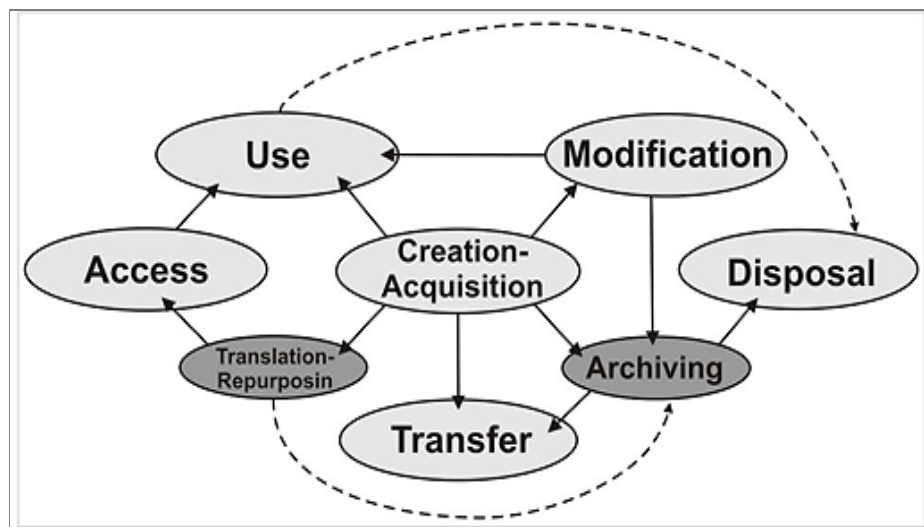 Use
Modification
Access
Creation-
Acquisition
Disposal
Translation-
Repurposin
Archiving
Transfer